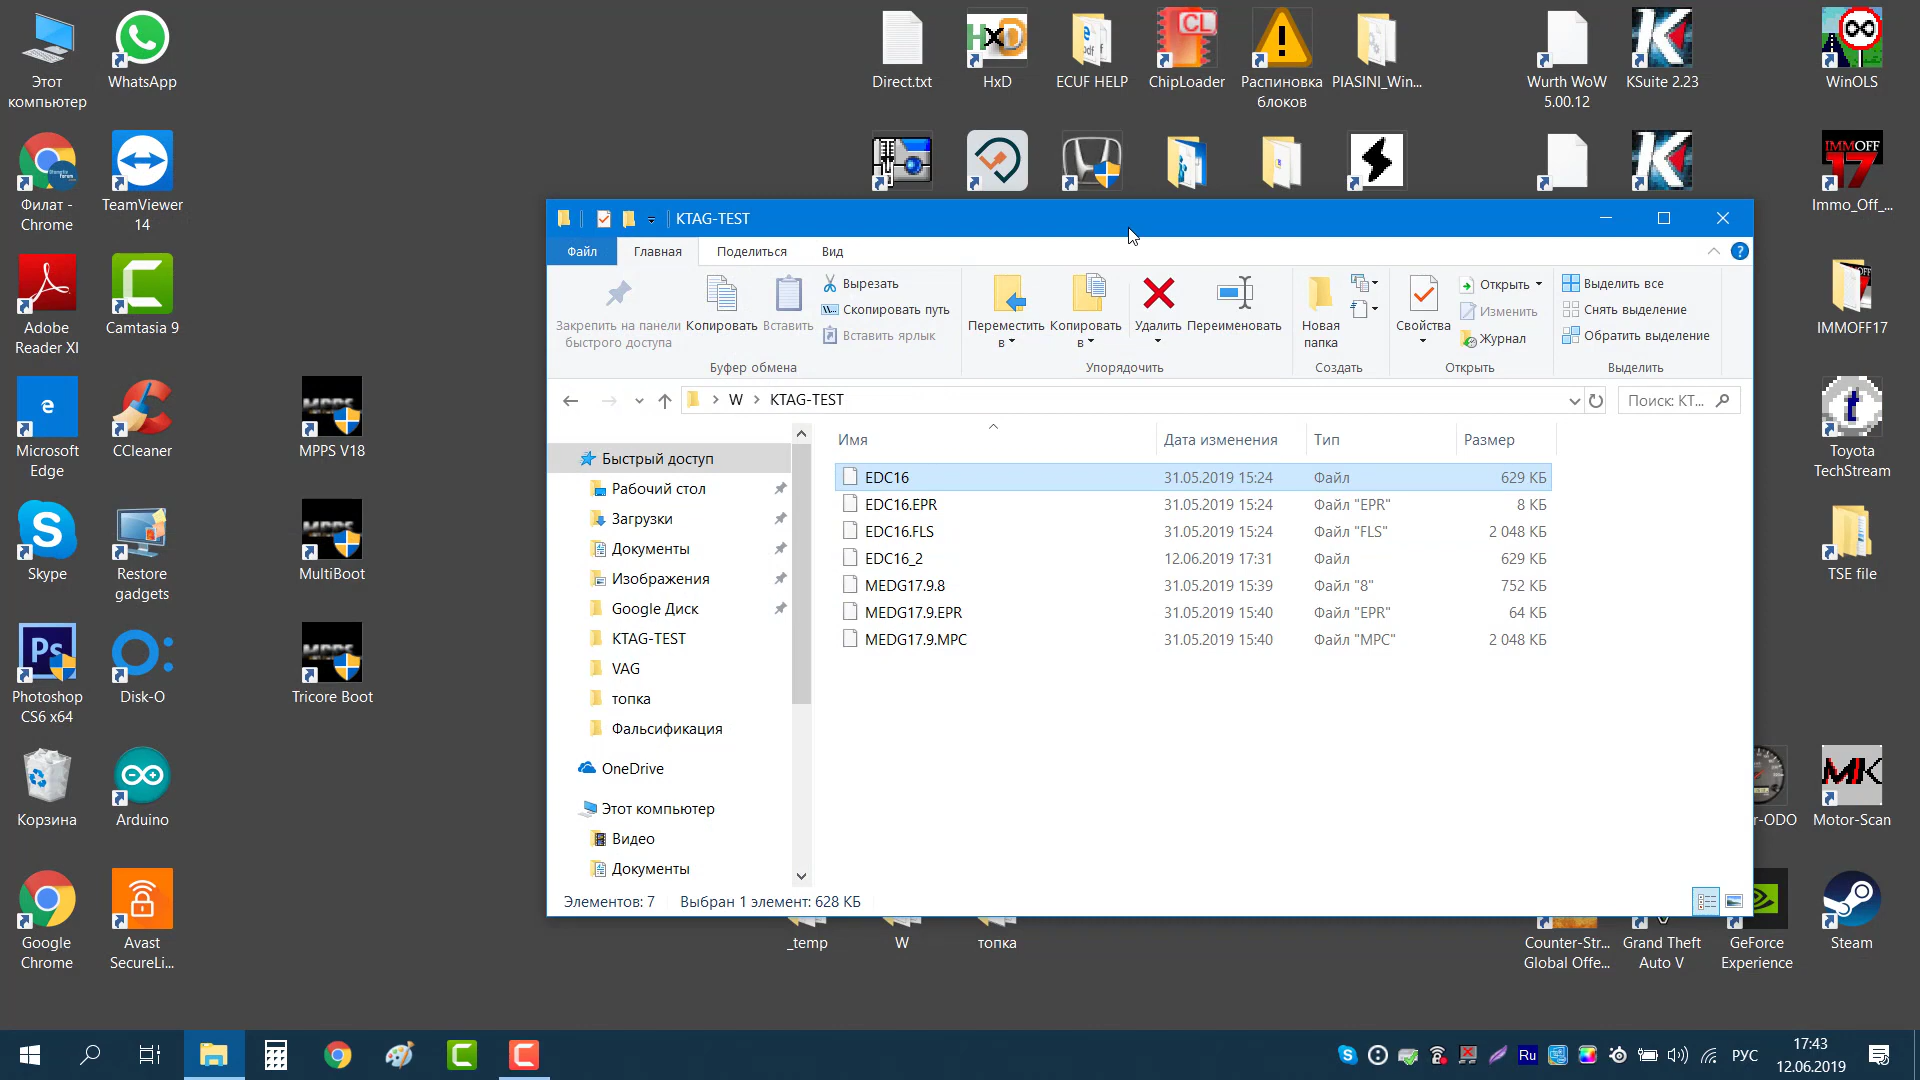 Этот
компьютер
WhatsApp
Direct.txt
HxD
ECUF HELP
ChipLoader
Распиновка
блоков
PIASINI_Win...
Wurth WoW
5.00.12
KSuite 2.23
WinOLS
Филат -
Chrome
TeamViewer
14
Immo_Off_...
Adobe
Reader XI
Camtasia 9
IMMOFF17
Microsoft
Edge
CCleaner
MPPS V18
Toyota
TechStream
Skype
Restore
gadgets
MultiBoot
TSE file
Photoshop
CS6 x64
Disk-O
Tricore Boot
Корзина
Arduino
r-ODO
Motor-Scan
Google
Chrome
Avast
SecureLi...
_temp
W
топка
Counter-Str...
Global Offe...
Grand Theft
Auto V
GeForce
Experience
Steam
KTAG-TEST
Файл
Главная
Поделиться
Вид
Закрепить на панели
быстрого доступа
Копировать
Вставить
Вырезать
Скопировать путь
Вставить ярлык
Буфер обмена
Переместить
в
Копировать
в
Удалить
Переименовать
Упорядочить
Новая
папка
Создать
Свойства
Открыть
Изменить
Журнал
Открыть
Выделить все
Снять выделение
Обратить выделение
Выделить
W
KTAG-TEST
Поиск: KT...
Быстрый доступ
Рабочий стол
Загрузки
Документы
Изображения
Google Диск
KTAG-TEST
VAG
топка
Фальсификация
OneDrive
Этот компьютер
Видео
Документы
Имя Дата изменения Тип Размер
EDC16 31.05.2019 15:24 Файл 629 КБ
EDC16.EPR 31.05.2019 15:24 Файл "EPR" 8 КБ
EDC16.FLS 31.05.2019 15:24 Файл "FLS" 2 048 КБ
EDC16_2 12.06.2019 17:31 Файл 629 КБ
MEDG17.9.8 31.05.2019 15:39 Файл "8" 752 КБ
MEDG17.9.EPR 31.05.2019 15:40 Файл "EPR" 64 КБ
MEDG17.9.MPC 31.05.2019 15:40 Файл "MPC" 2 048 КБ
Элементов: 7 Выбран 1 элемент: 628 КБ
Ru
РУС
17:43
12.06.2019